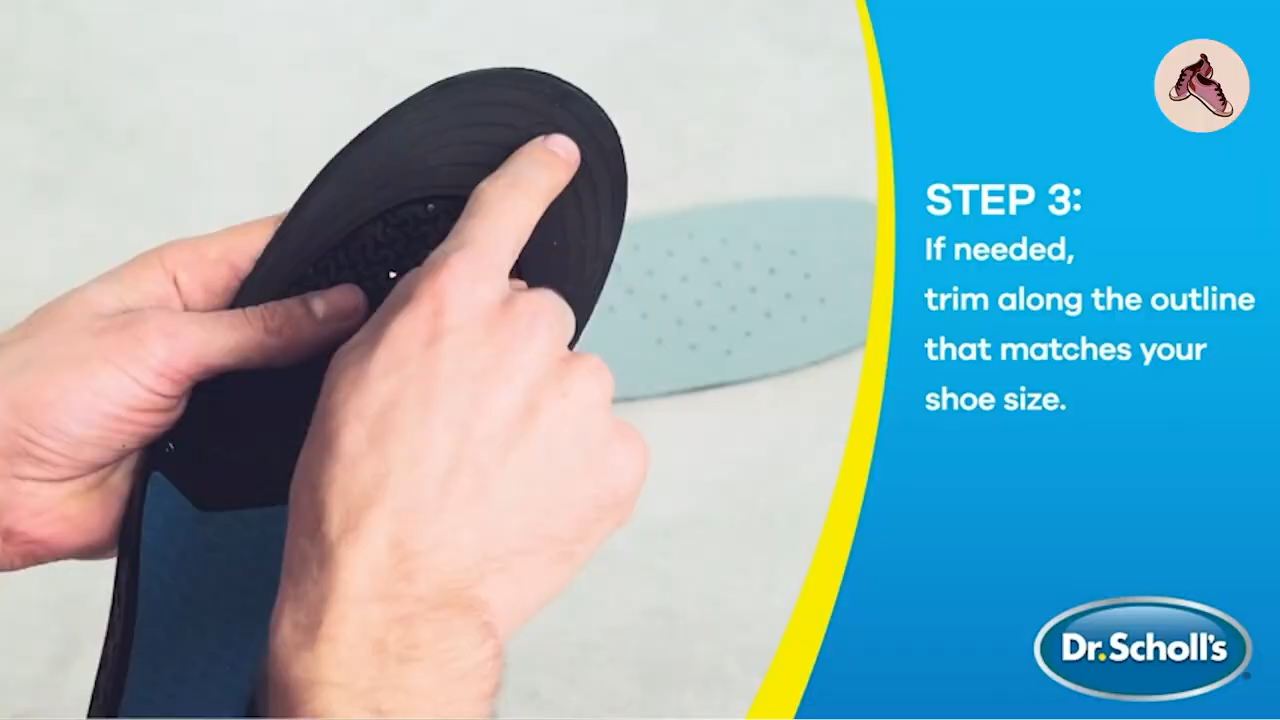 STEP 3:
If needed,
trim along the outline
that matches your
shoe size.
Dr.Scholl's